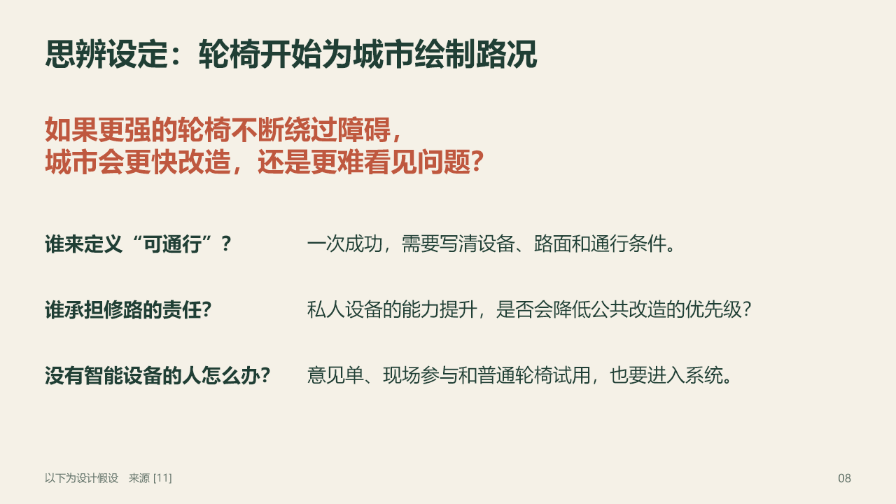 思辨设定：轮椅开始为城市绘制路况
如果更强的轮椅不断绕过障碍，
城市会更快改造，还是更难看见问题？
谁来定义“可通行”？ 一次成功，需要写清设备、路面和通行条件。
谁承担修路的责任？ 私人设备的能力提升，是否会降低公共改造的优先级？
没有智能设备的人怎么办？ 意见单、现场参与和普通轮椅试用，也要进入系统。
以下为设计假设 来源 [11] 08